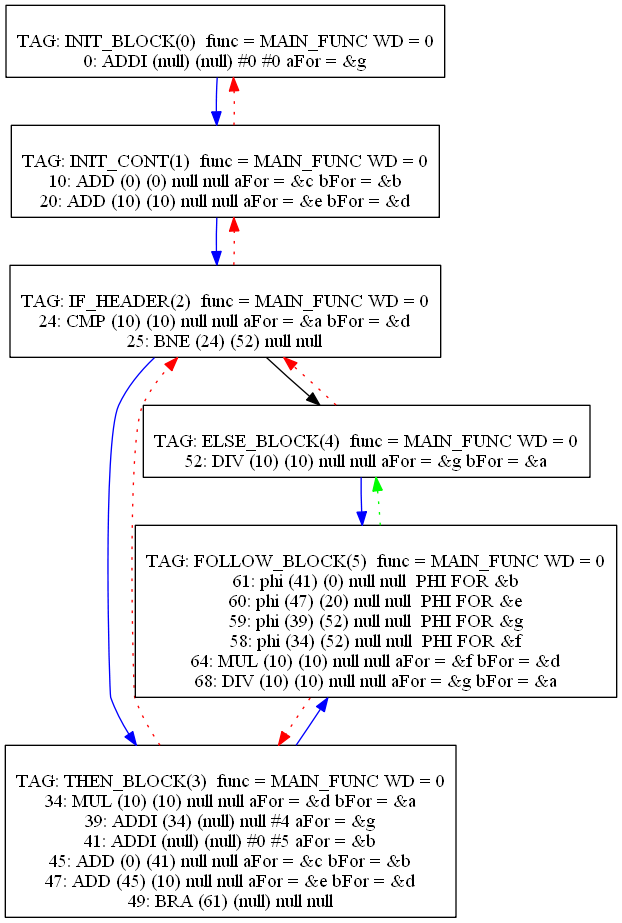 TAG: INIT_BLOCK(0) func = MAIN_FUNC WD = 0
0: ADDI (null) (null) #0 #0 aFor = &g
TAG: INIT_CONT(1) func = MAIN_FUNC WD = 0
10: ADD (0) (0) null null aFor = &c bFor = &b
20: ADD (10) (10) null null aFor = &e bFor = &d
TAG: IF_HEADER(2) func = MAIN_FUNC WD = 0
24: CMP (10) (10) null null aFor = &a bFor = &d
25: BNE (24) (52) null null
TAG: ELSE_BLOCK(4) func = MAIN_FUNC WD = 0
52: DIV (10) (10) null null aFor = &g bFor = &a
TAG: FOLLOW_BLOCK(5) func = MAIN_FUNC WD = 0
61: phi (41) (0) null null PHI FOR &b
60: phi (47) (20) null null PHI FOR &e
59: phi (39) (52) null null PHI FOR &g
58: phi (34) (52) null null PHI FOR &f
64: MUL (10) (10) null null aFor = &f bFor = &d
68: DIV (10) (10) null null aFor = &g bFor = &a
TAG: THEN_BLOCK(3) func = MAIN_FUNC WD = 0
34: MUL (10) (10) null null aFor = &d bFor = &a
39: ADDI (34) (null) null #4 aFor = &g
41: ADDI (null) (null) #0 #5 aFor = &b
45: ADD (0) (41) null null aFor = &c bFor = &b
47: ADD (45) (10) null null aFor = &e bFor = &d
49: BRA (61) (null) null null